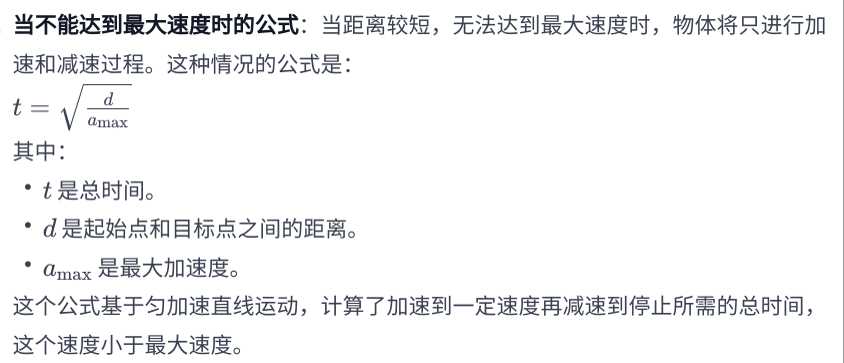 当不能达到最大速度时的公式：当距离较短，无法达到最大速度时，物体将只进行加
速和减速过程。这种情况的公式是：
t = √(d / a_max)
其中：
• t 是总时间。
• d 是起始点和目标点之间的距离。
• a_max 是最大加速度。
这个公式基于匀加速直线运动，计算了加速到一定速度再减速到停止所需的总时间，
这个速度小于最大速度。